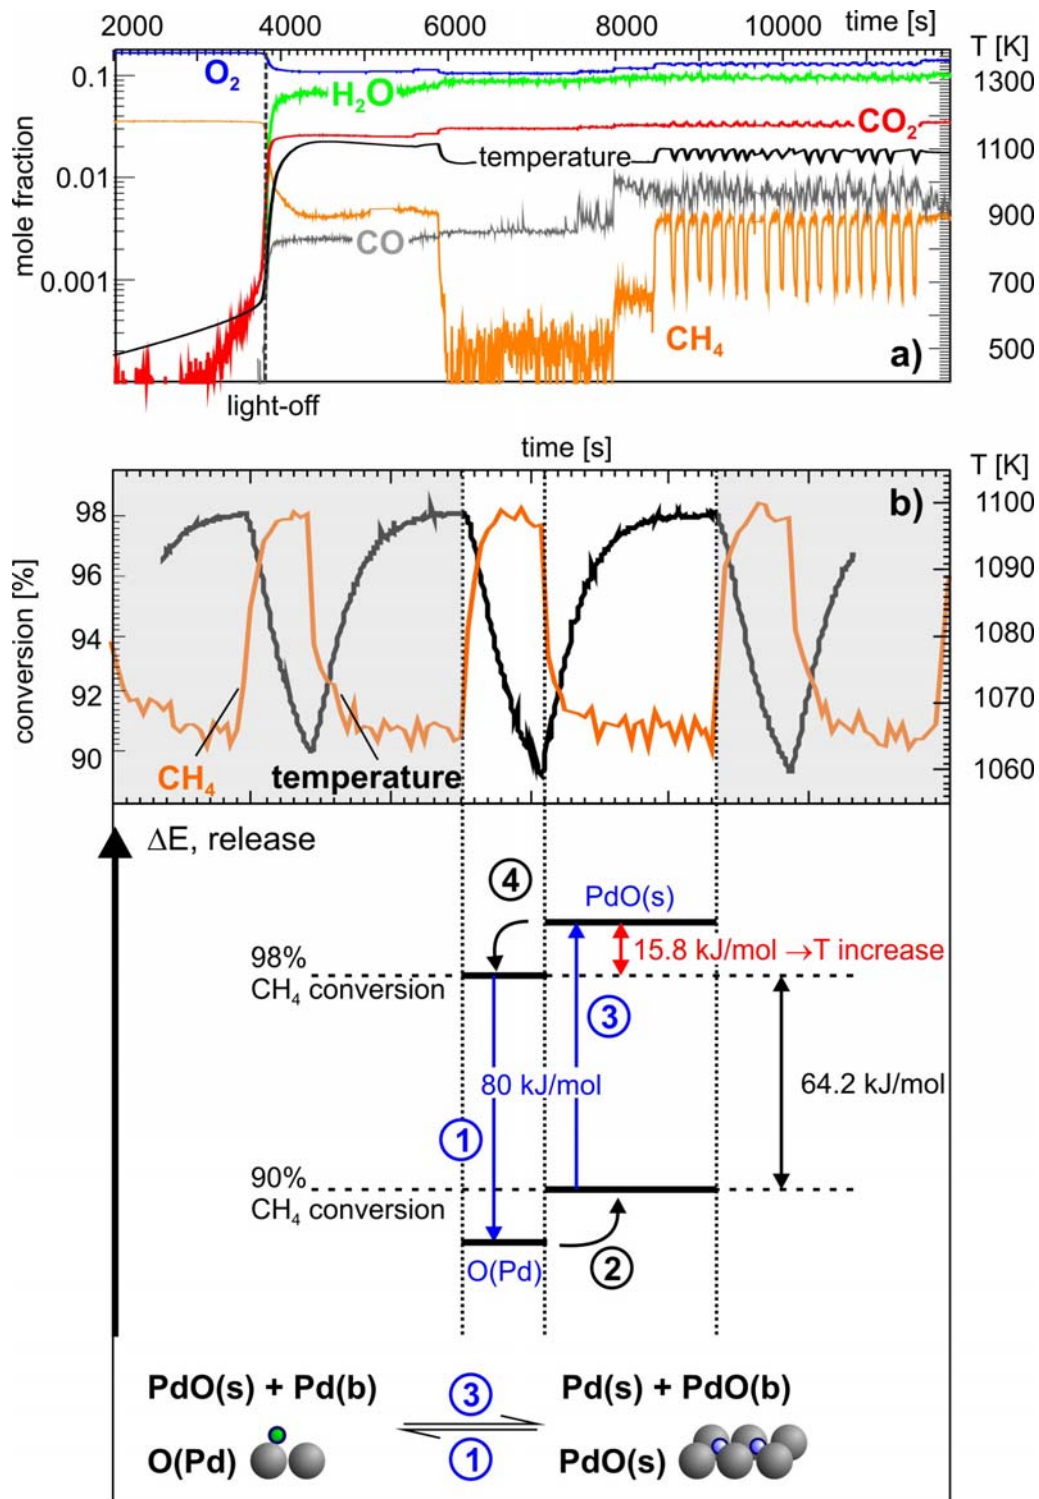 2000 4000 6000 8000 10000 time [s]
T [K]
0.1
0.01
0.001
mole fraction
O2
H2O
CO2
temperature
CO
CH4
a)
1300
1100
900
700
500
light-off
time [s]
T [K]
b)
98
96
94
92
90
conversion [%]
1100
1090
1080
1070
1060
CH4
temperature
ΔE, release
4
PdO(s)
15.8 kJ/mol →T increase
98%
CH4 conversion
3
80 kJ/mol
64.2 kJ/mol
1
90%
CH4 conversion
O(Pd)
2
PdO(s) + Pd(b) 3 Pd(s) + PdO(b)
O(Pd) 1 PdO(s)